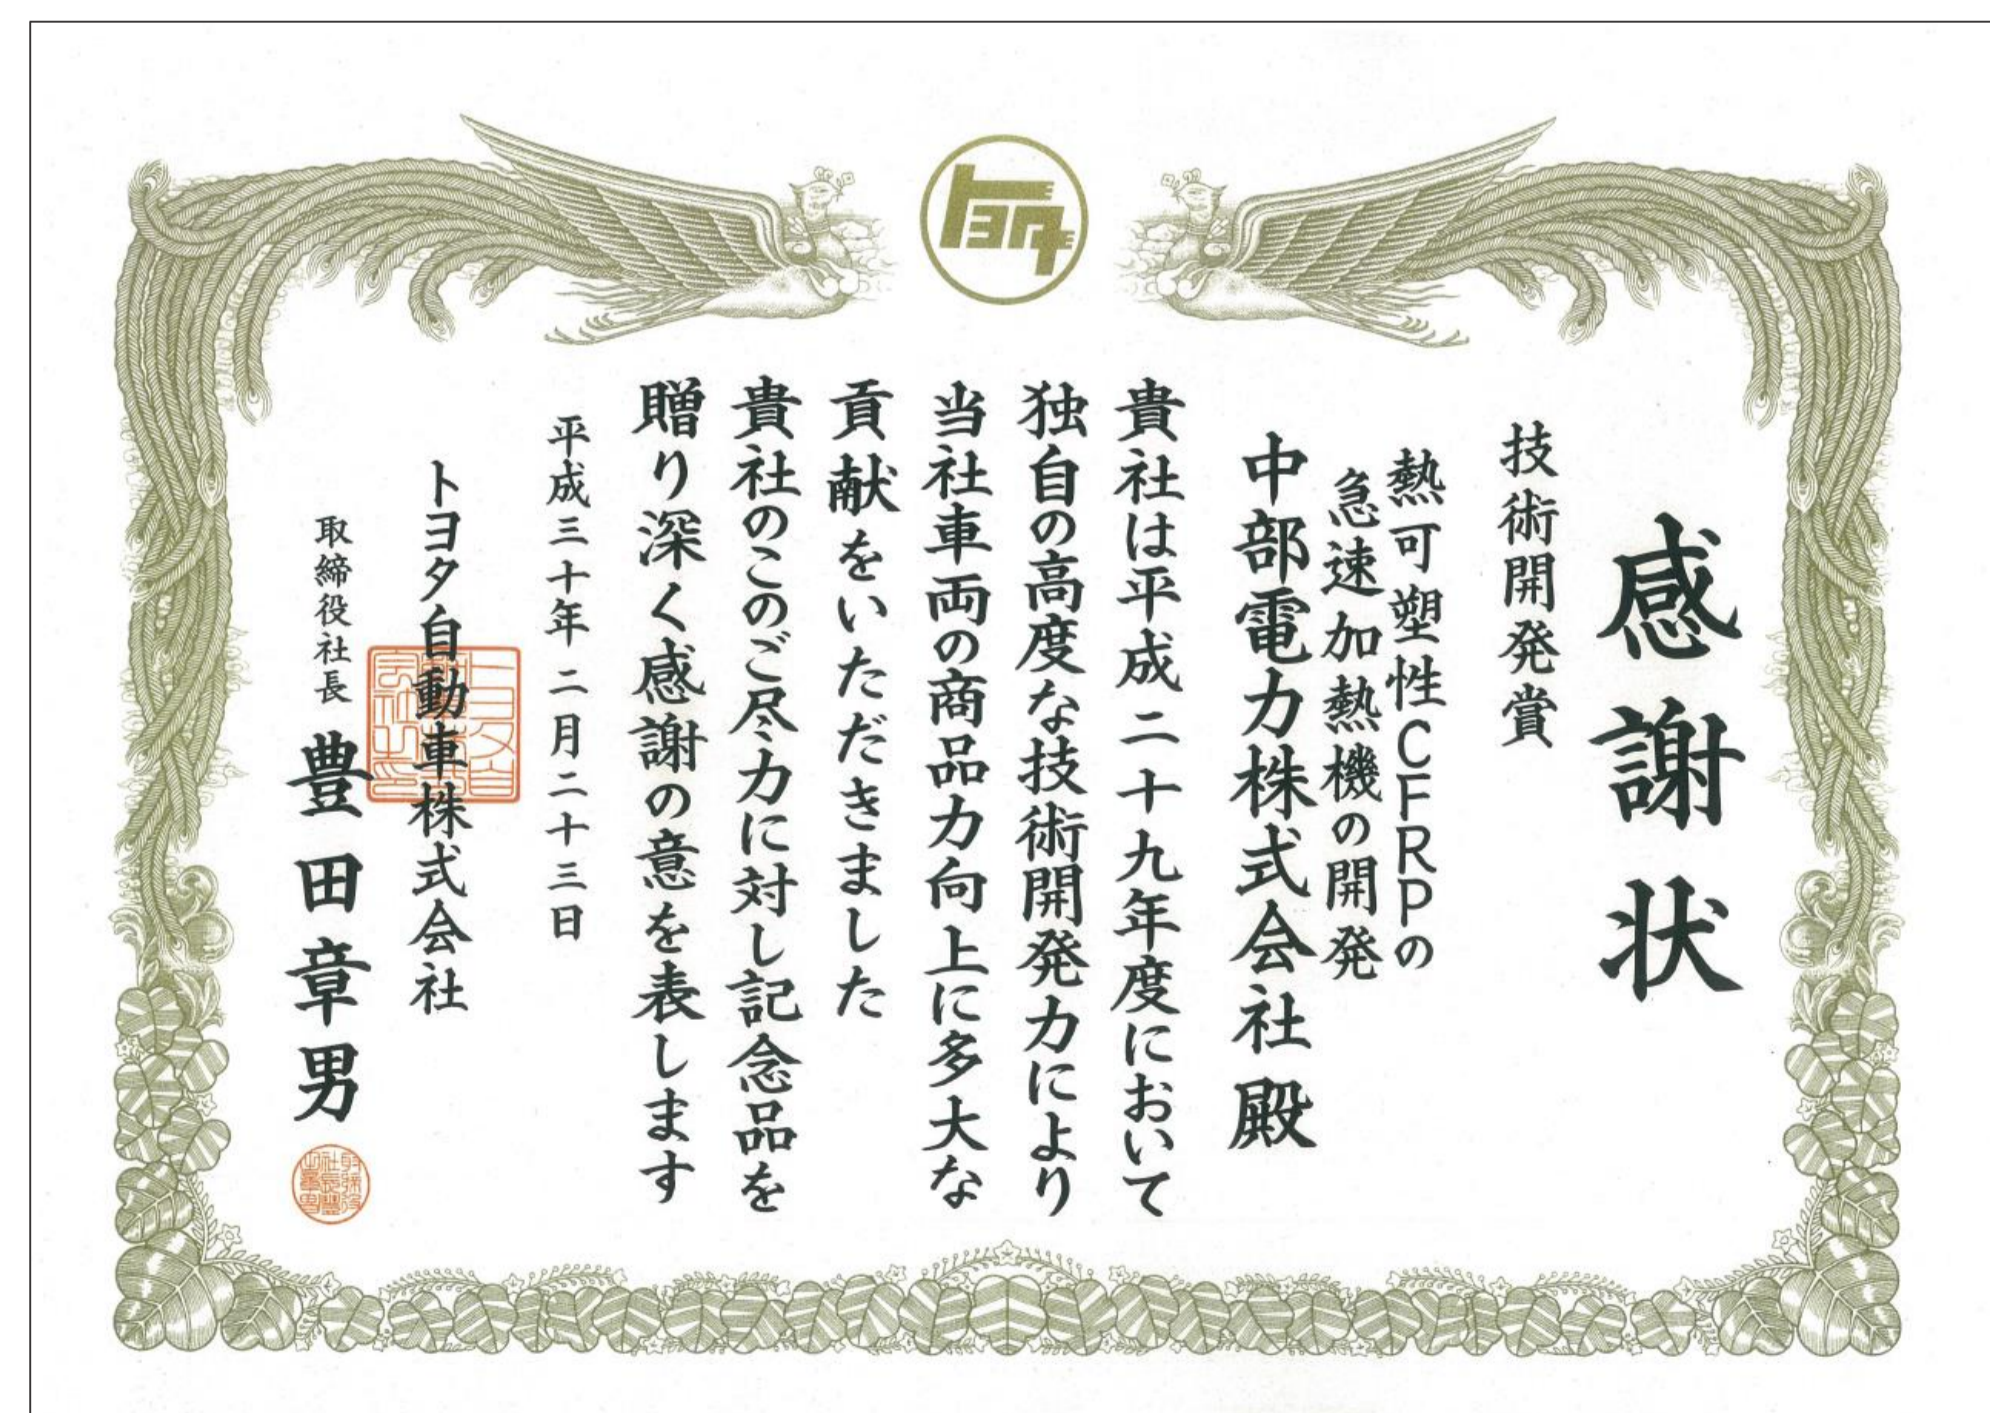 トヨタ
感謝状
技術開発賞
熱可塑性CFRPの
急速加熱機の開発
中部電力株式会社殿
貴社は平成二十九年度において
独自の高度な技術開発力により
当社車両の商品力向上に多大な
貢献をいただきました
貴社のこのご尽力に対し記念品を
贈り深く感謝の意を表します
平成三十年二月二十三日
トヨタ自動車株式会社
取締役社長 豊田章男